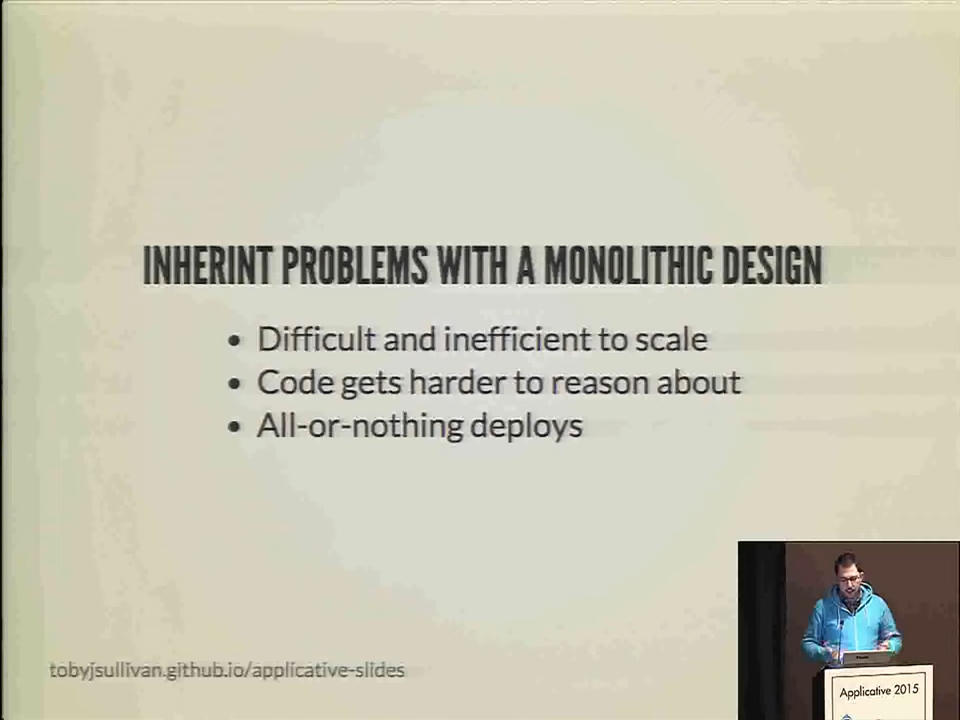 INHERINT PROBLEMS WITH A MONOLITHIC DESIGN
• Difficult and inefficient to scale
• Code gets harder to reason about
• All-or-nothing deploys
tobyjsullivan.github.io/applicative-slides
Applicative 2015